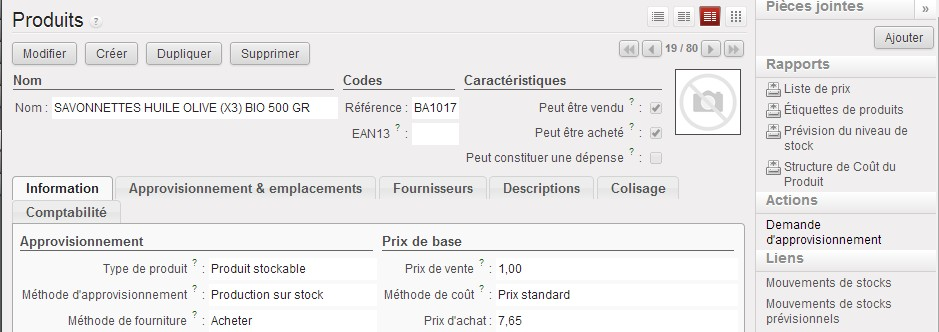 Produits ?
Modifier Créer Dupliquer Supprimer
19 / 80
Nom Codes Caractéristiques
Nom : SAVONNETTES HUILE OLIVE (X3) BIO 500 GR Référence : BA1017 Peut être vendu ? :
EAN13 ? : Peut être acheté ? :
Peut constituer une dépense ? :
Information Approvisionnement & emplacements Fournisseurs Descriptions Colisage
Comptabilité
Approvisionnement Prix de base
Type de produit ? : Produit stockable Prix de vente ? : 1,00
Méthode d'approvisionnement ? : Production sur stock Méthode de coût ? : Prix standard
Méthode de fourniture ? : Acheter Prix d'achat : 7,65
Pièces jointes »
Ajouter
Rapports
Liste de prix
Étiquettes de produits
Prévision du niveau de
stock
Structure de Coût du
Produit
Actions
Demande
d'approvisionnement
Liens
Mouvements de stocks
Mouvements de stocks
prévisionnels